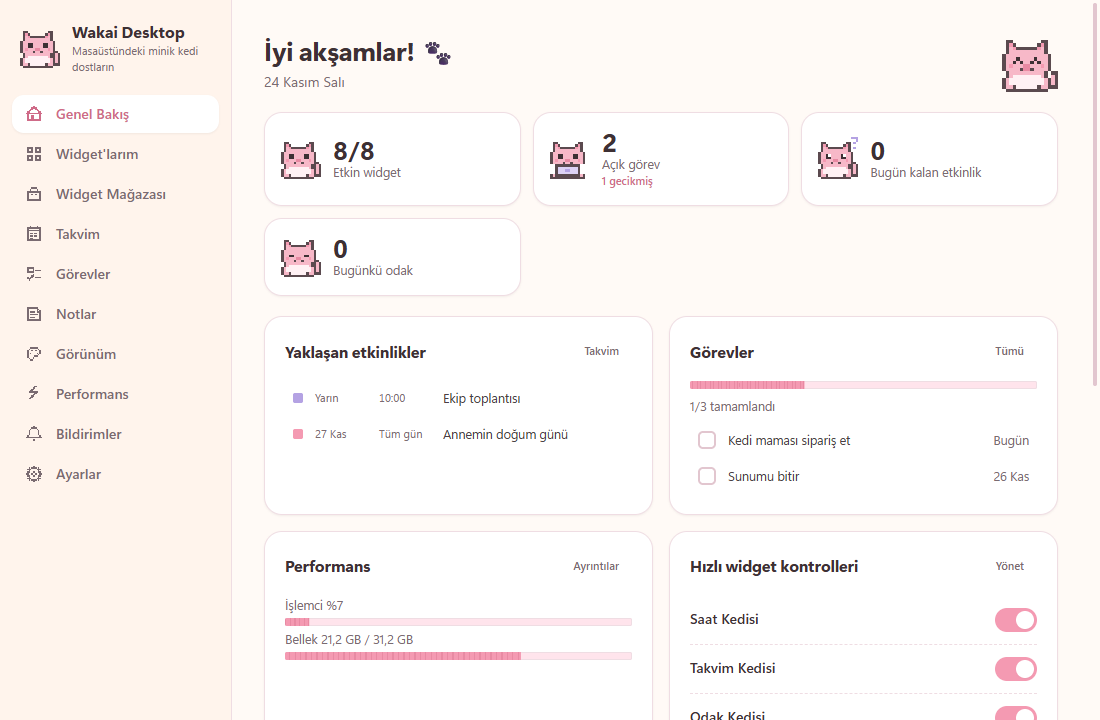 Wakai Desktop
Masaüstündeki minik kedi
dostların
Genel Bakış
Widget'larım
Widget Mağazası
Takvim
Görevler
Notlar
Görünüm
Performans
Bildirimler
Ayarlar
İyi akşamlar!
24 Kasım Salı
8/8
Etkin widget
2
Açık görev
1 gecikmiş
0
Bugün kalan etkinlik
0
Bugünkü odak
Yaklaşan etkinlikler Takvim
Yarın 10:00 Ekip toplantısı
27 Kas Tüm gün Annemin doğum günü
Görevler Tümü
1/3 tamamlandı
Kedi maması sipariş et Bugün
Sunumu bitir 26 Kas
Performans Ayrıntılar
İşlemci %7
Bellek 21,2 GB / 31,2 GB
Hızlı widget kontrolleri Yönet
Saat Kedisi
Takvim Kedisi
Odak Kedisi